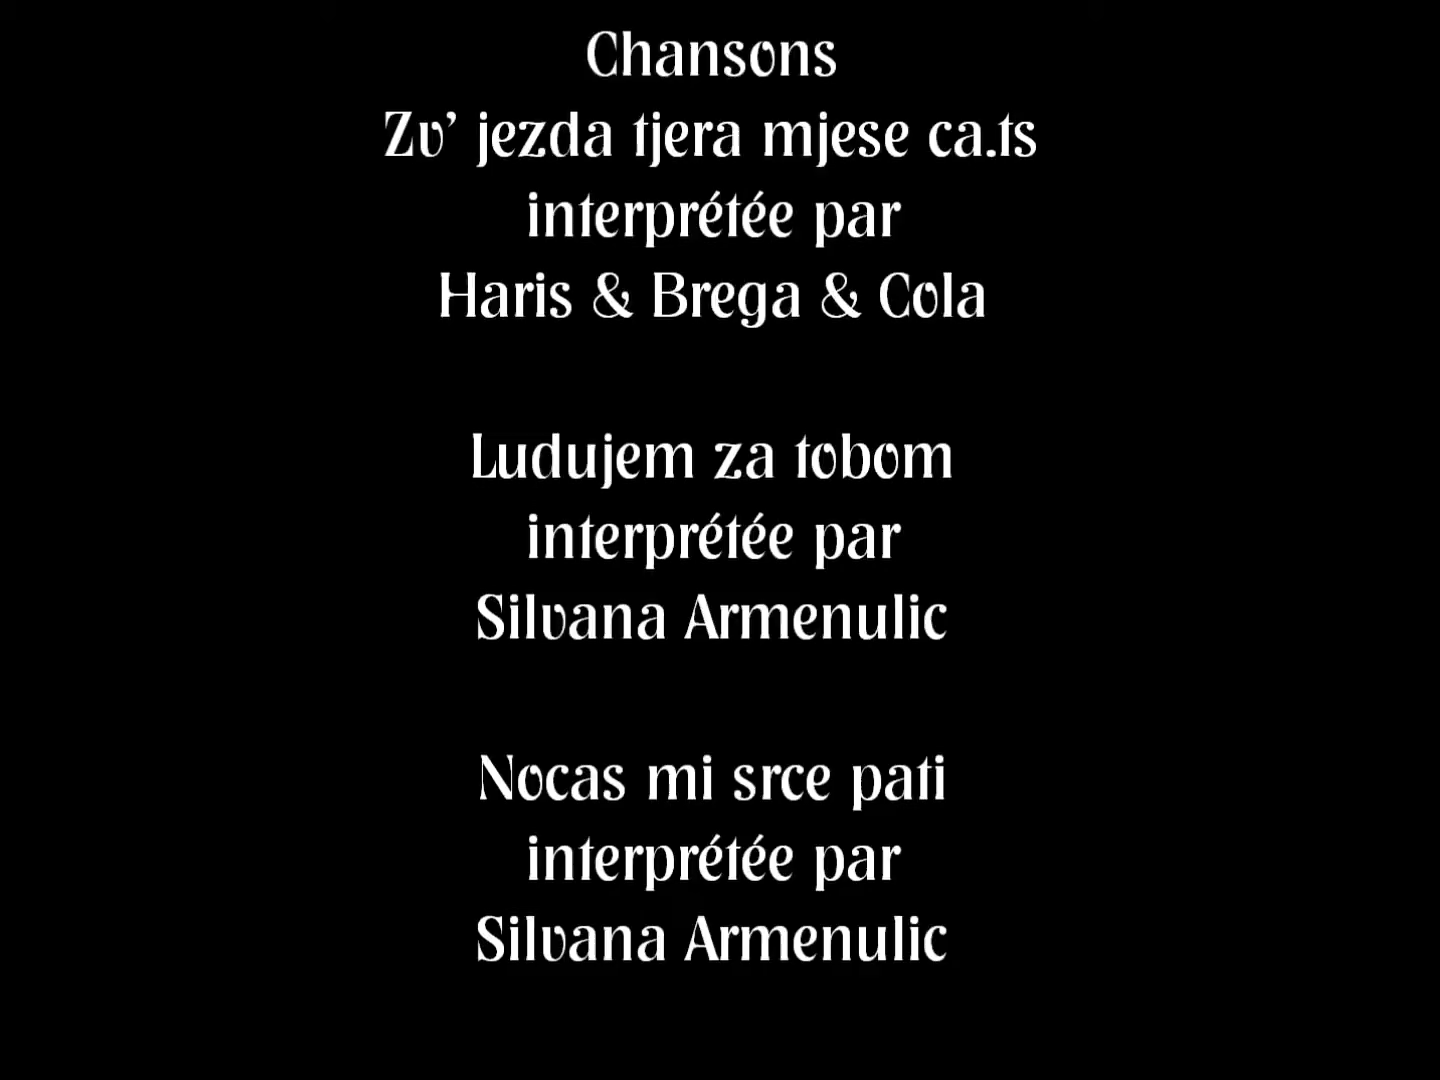 Chansons
Zv' jezda tjera mjese ca.ts
interprétée par
Haris & Brega & Cola
Ludujem za tobom
interprétée par
Silvana Armenulic
Nocas mi srce pati
interprétée par
Silvana Armenulic